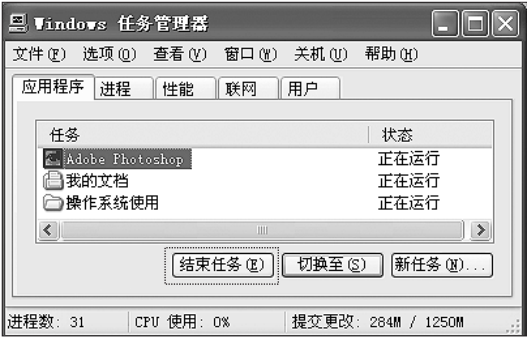 Windows 任务管理器
文件(F) 选项(O) 查看(V) 窗口(W) 关机(U) 帮助(H)
应用程序 进程 性能 联网 用户
任务 状态
Adobe Photoshop 正在运行
我的文档 正在运行
操作系统使用 正在运行
结束任务(E) 切换至(S) 新任务(N)...
进程数: 31 CPU 使用: 0% 提交更改: 284M / 1250M